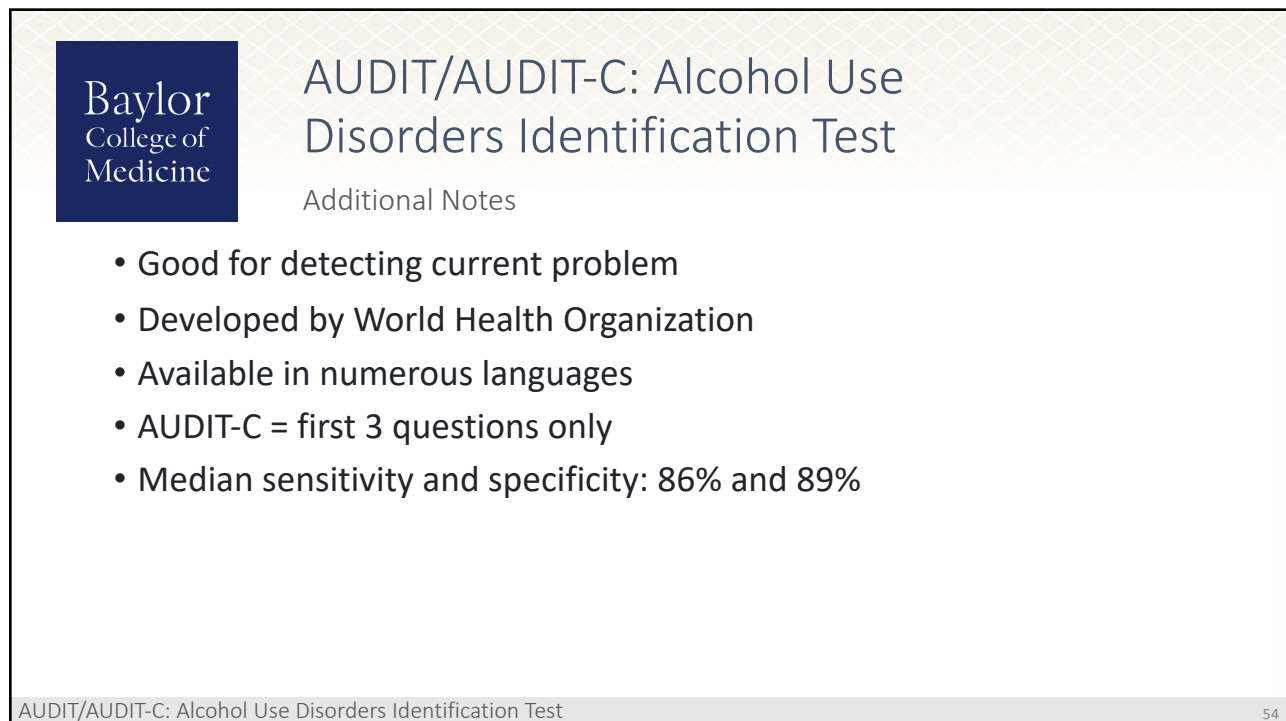 Baylor
College of
Medicine
AUDIT/AUDIT-C: Alcohol Use
Disorders Identification Test
Additional Notes
• Good for detecting current problem
• Developed by World Health Organization
• Available in numerous languages
• AUDIT-C = first 3 questions only
• Median sensitivity and specificity: 86% and 89%
AUDIT/AUDIT-C: Alcohol Use Disorders Identification Test
54